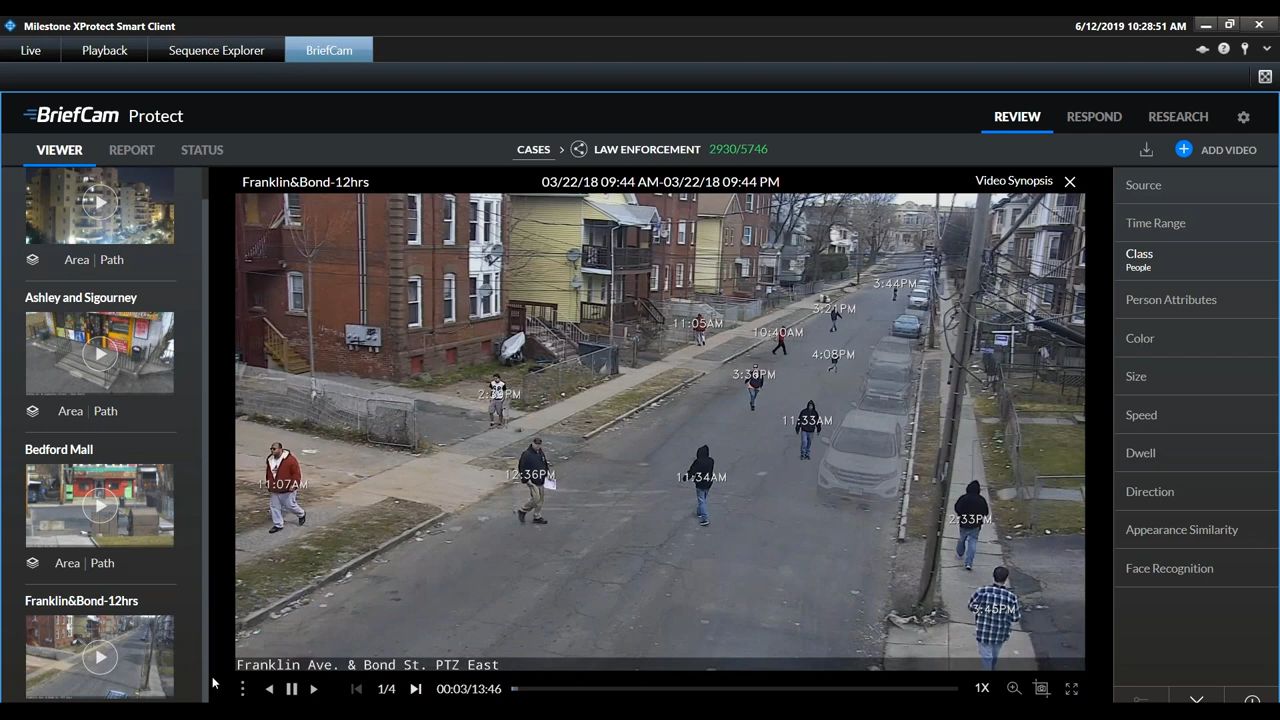 Milestone XProtect Smart Client
6/12/2019 10:28:51 AM
Live
Playback
Sequence Explorer
BriefCam
BriefCam Protect
REVIEW
RESPOND
RESEARCH
VIEWER
REPORT
STATUS
CASES > LAW ENFORCEMENT 2930/5746
ADD VIDEO
Franklin&Bond-12hrs
03/22/18 09:44 AM-03/22/18 09:44 PM
Video Synopsis
Area | Path
Ashley and Sigourney
Area | Path
Bedford Mall
Area | Path
Franklin&Bond-12hrs
3:44PM
3:21PM
11:05AM
10:40AM
4:08PM
3:36PM
11:33AM
12:36PM
11:34AM
11:07AM
2:33PM
3:45PM
Franklin Ave. & Bond St. PTZ East
1/4
00:03/13:46
1X
Source
Time Range
Class
People
Person Attributes
Color
Size
Speed
Dwell
Direction
Appearance Similarity
Face Recognition